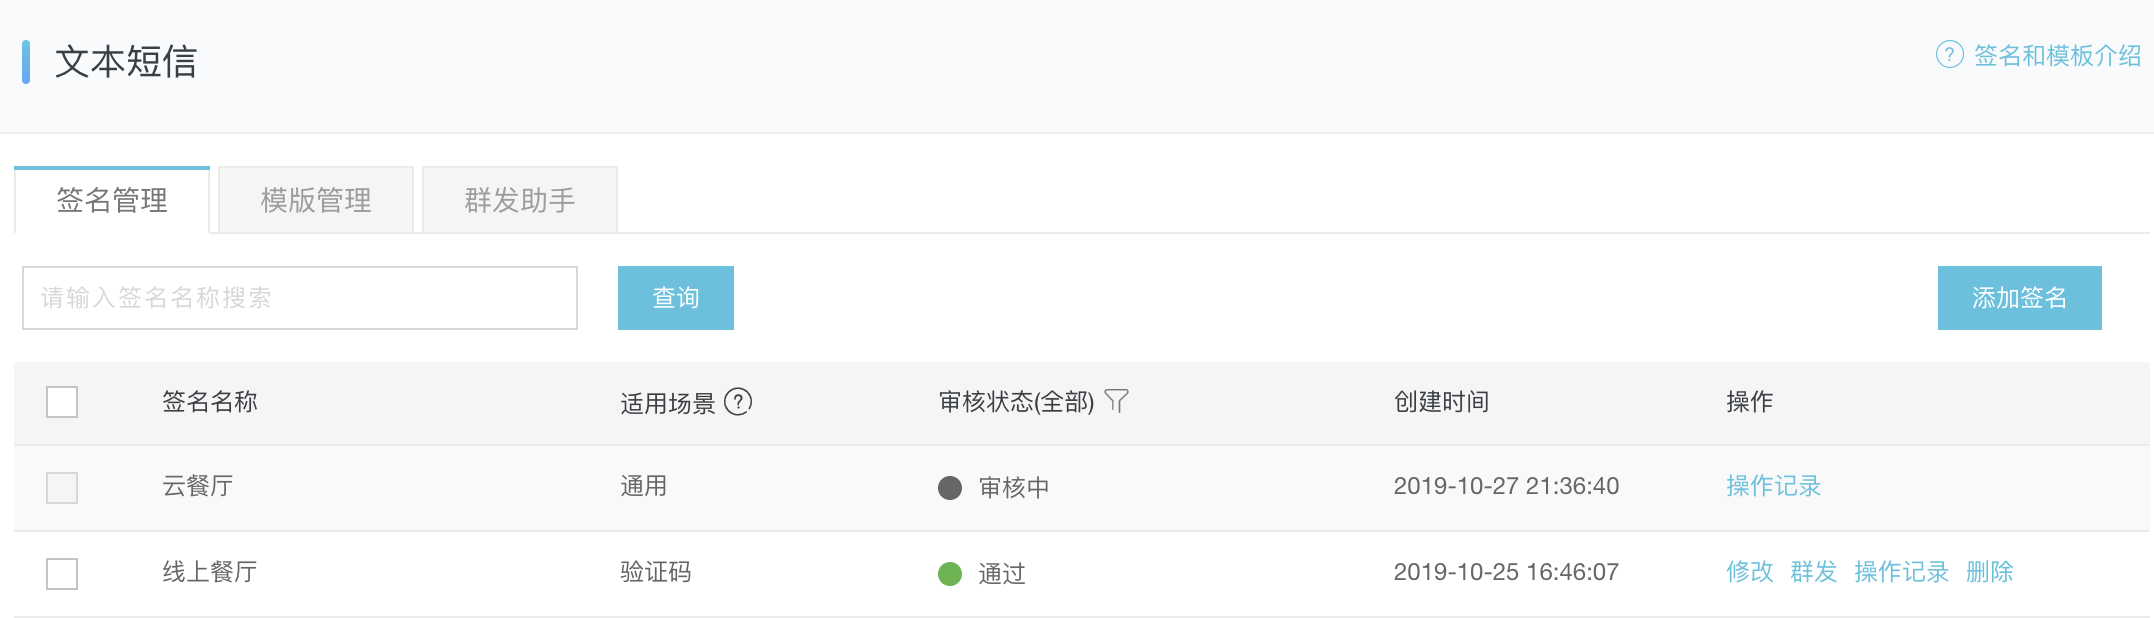 文本短信
签名和模板介绍
签名管理 模版管理 群发助手
请输入签名名称搜索 查询 添加签名
签名名称 适用场景 审核状态(全部) 创建时间 操作
云餐厅 通用 审核中 2019-10-27 21:36:40 操作记录
线上餐厅 验证码 通过 2019-10-25 16:46:07 修改 群发 操作记录 删除